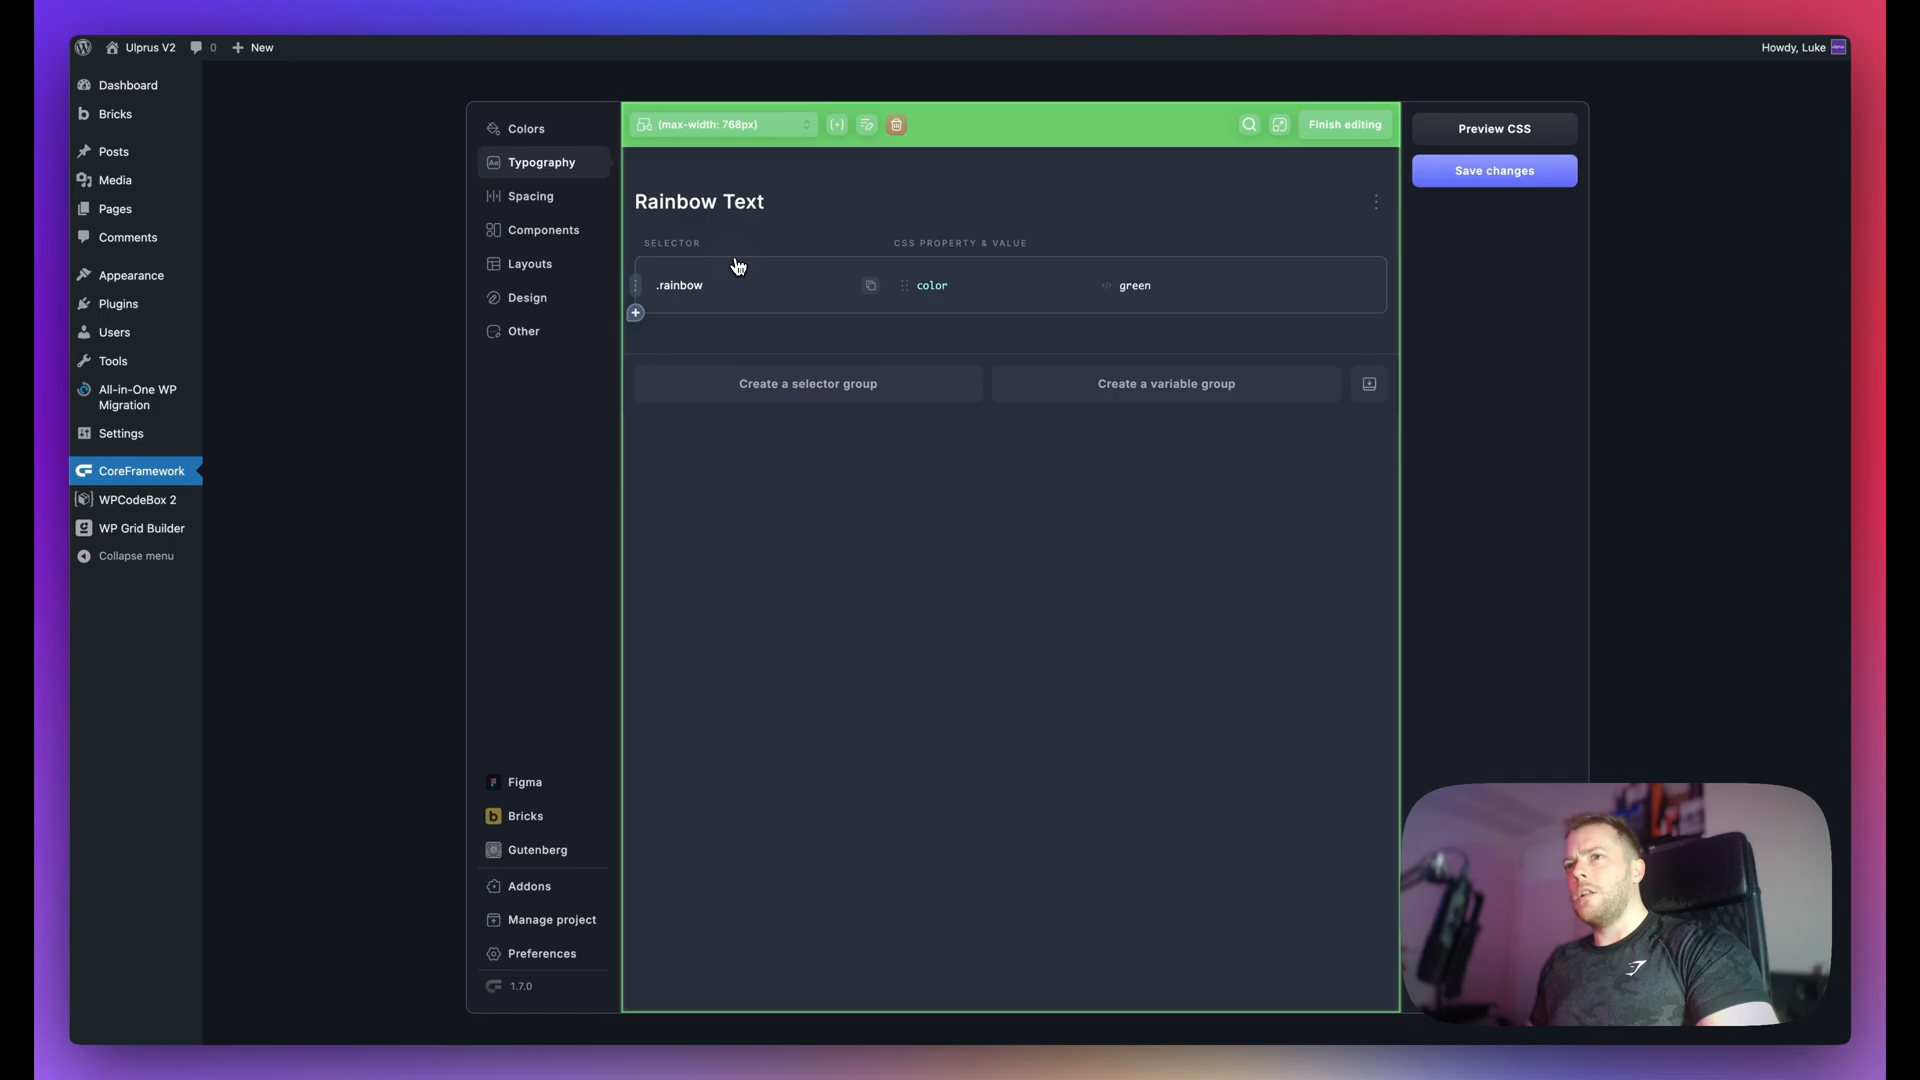 Ulprus V2
0
New
Howdy, Luke
Dashboard
Bricks
Posts
Media
Pages
Comments
Appearance
Plugins
Users
Tools
All-in-One WP
Migration
Settings
CoreFramework
WPCodeBox 2
WP Grid Builder
Collapse menu
Colors
Typography
Spacing
Components
Layouts
Design
Other
Figma
Bricks
Gutenberg
Addons
Manage project
Preferences
1.7.0
(max-width: 768px)
Finish editing
Rainbow Text
SELECTOR
CSS PROPERTY & VALUE
.rainbow
color
green
Create a selector group
Create a variable group
Preview CSS
Save changes